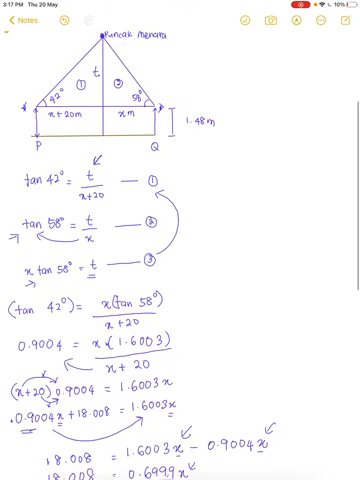 3:17 PM Thu 20 May
10%
Notes
Puncak Menara
t
① ②
42° 58°
x+20m xm
1.48m
P Q
tan 42° = t/x+20 — ①
tan 58° = t/x — ②
x tan 58° = t — ③
(tan 42°) = x(tan 58°)/x+20
0.9004 = x × (1.6003)/x+20
(x+20) 0.9004 = 1.6003x
0.9004x + 18.008 = 1.6003x
18.008 = 1.6003x - 0.9004x
18.008 = 0.6999x